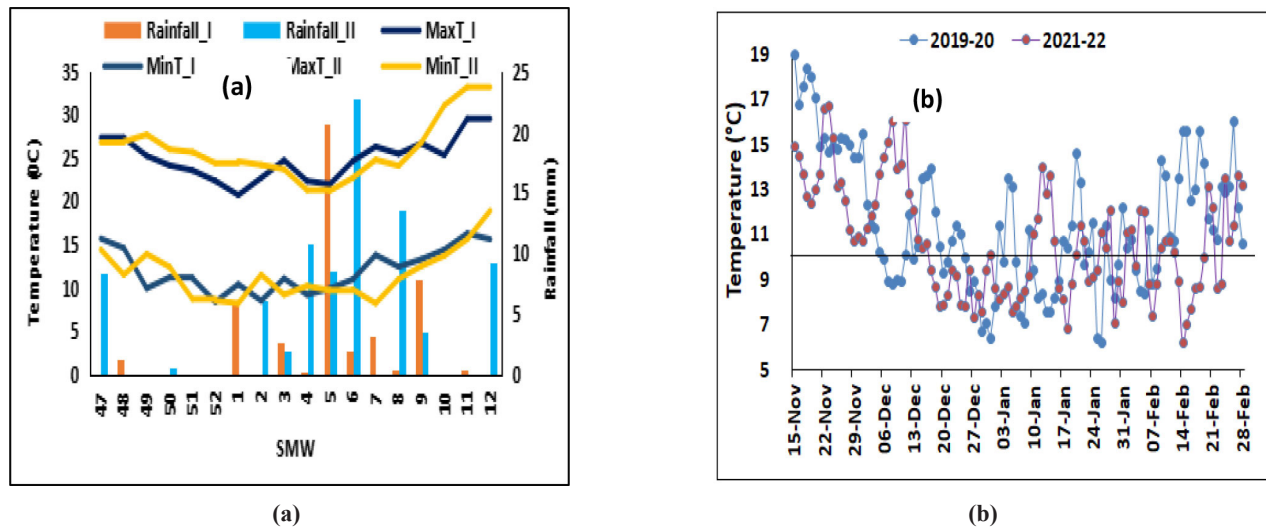 Rainfall_I Rainfall_II MaxT_I
MinT_I MaxT_II MinT_II
(a)
Temperature (0C)
35
30
25
20
15
10
5
0
25
20
15
10
5
0
Rainfall (mm)
47 48 49 50 51 52 1 2 3 4 5 6 7 8 9 10 11 12
SMW
(a)
2019-20 2021-22
(b)
Temperature (°C)
19
17
15
13
11
9
7
5
15-Nov 22-Nov 29-Nov 06-Dec 13-Dec 20-Dec 27-Dec 03-Jan 10-Jan 17-Jan 24-Jan 31-Jan 07-Feb 14-Feb 21-Feb 28-Feb
(b)